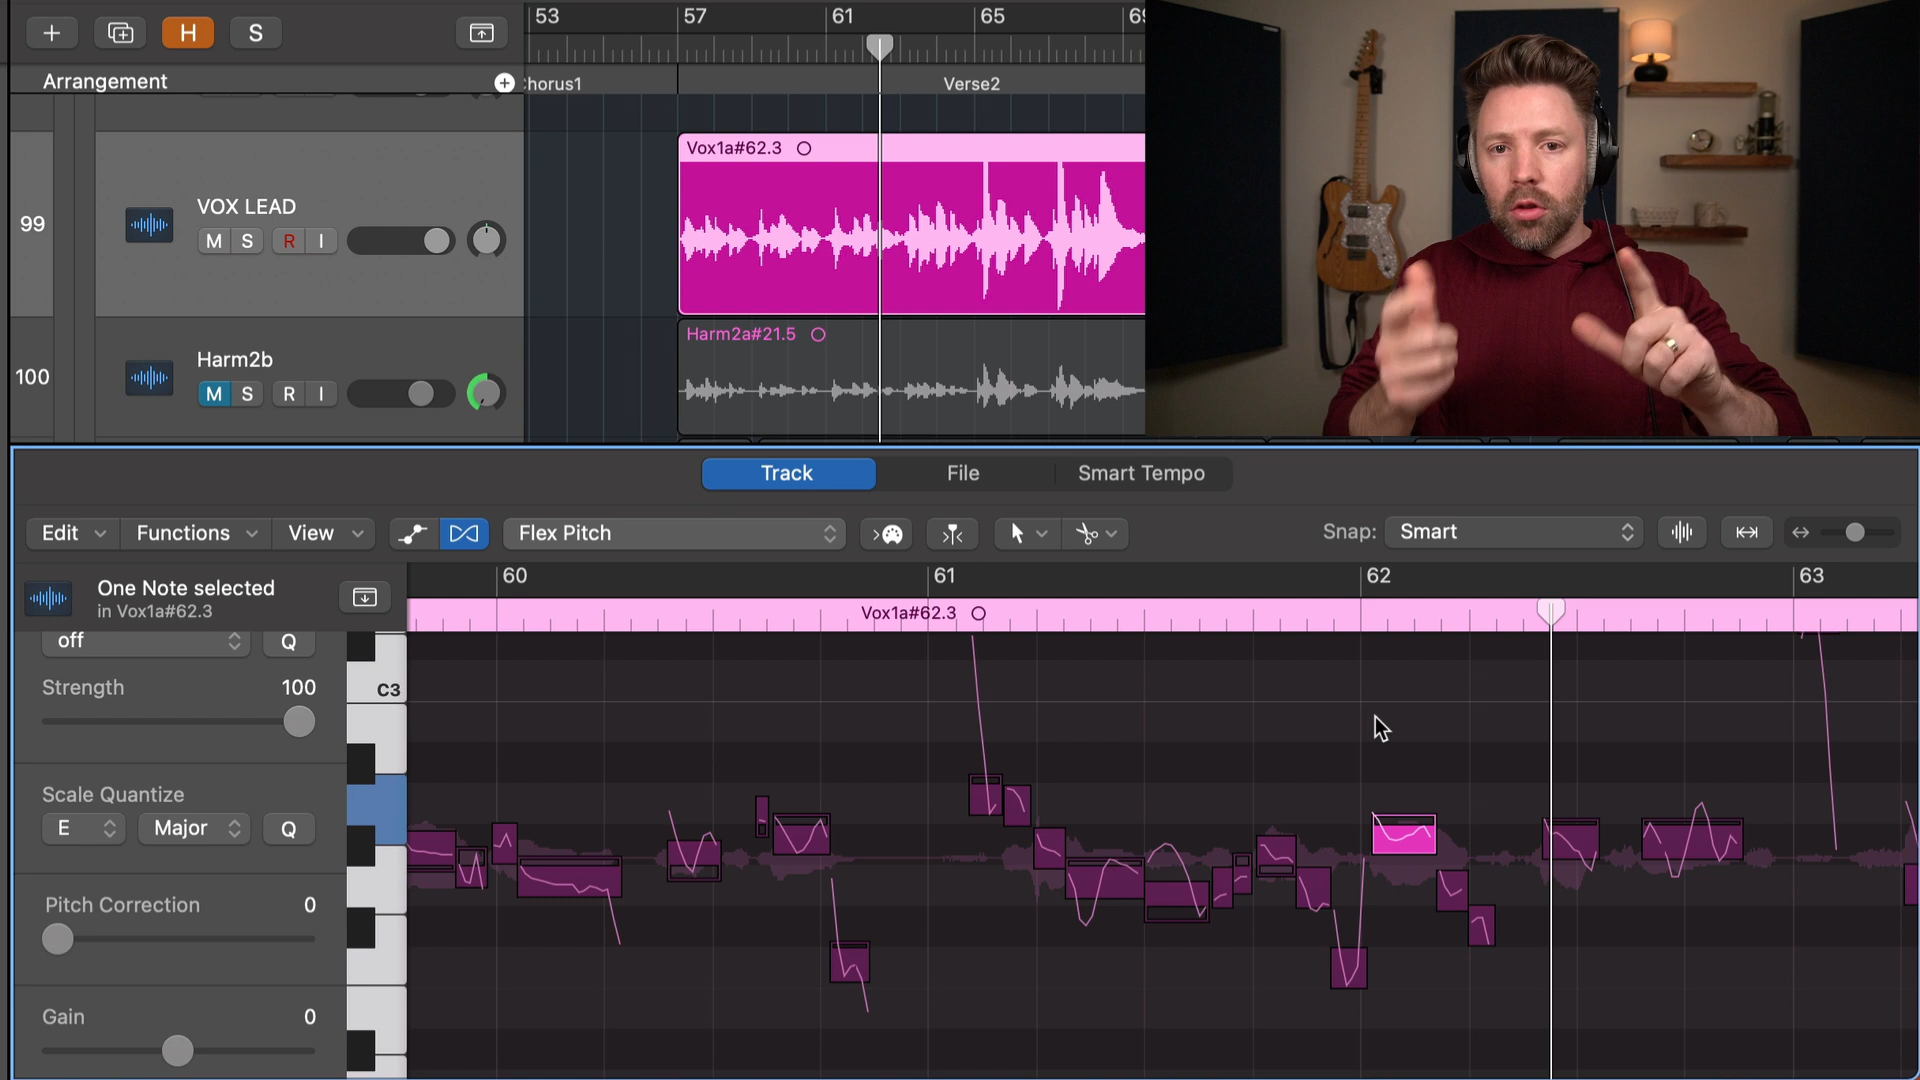 H
S
53
57
61
65
69
Arrangement
horus1
Verse2
99
VOX LEAD
M S R I
Vox1a#62.3
100
Harm2b
M S R I
Harm2a#21.5
Track
File
Smart Tempo
Edit
Functions
View
Flex Pitch
Snap:
Smart
One Note selected
in Vox1a#62.3
60
61
62
63
Vox1a#62.3
off
Q
Strength
100
C3
Scale Quantize
E
Major
Q
Pitch Correction
0
Gain
0